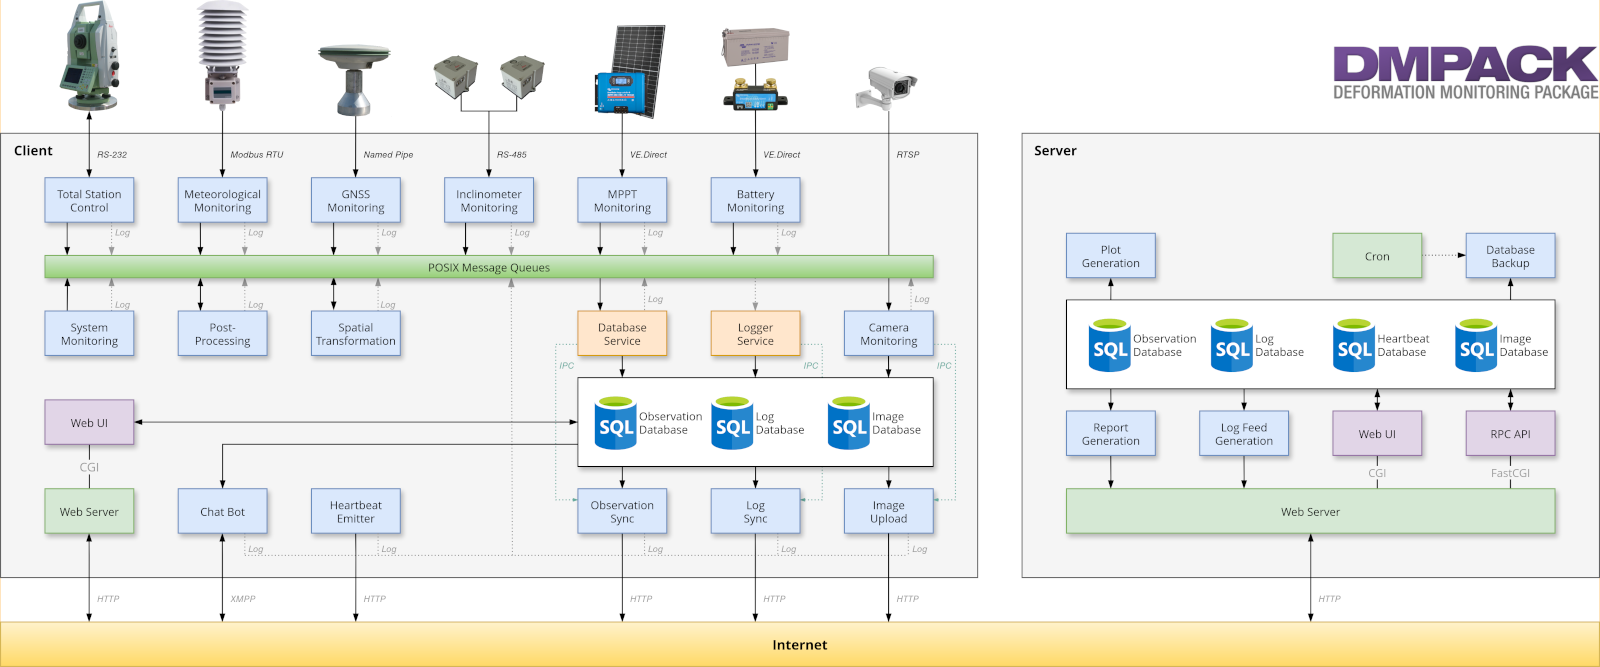 DMPACK
DEFORMATION MONITORING PACKAGE
Client
RS-232
Modbus RTU
Named Pipe
RS-485
VE.Direct
VE.Direct
RTSP
Total Station
Control
Meteorological
Monitoring
GNSS
Monitoring
Inclinometer
Monitoring
MPPT
Monitoring
Battery
Monitoring
Log
Log
Log
Log
Log
Log
POSIX Message Queues
Log
Log
Log
Log
Log
System
Monitoring
Post-
Processing
Spatial
Transformation
Database
Service
Logger
Service
Camera
Monitoring
IPC
IPC
IPC
Web UI
SQL
Observation
Database
SQL
Log
Database
SQL
Image
Database
CGI
Web Server
Chat Bot
Heartbeat
Emitter
Observation
Sync
Log
Sync
Image
Upload
Log
Log
Log
Log
Log
HTTP
XMPP
HTTP
HTTP
HTTP
RTSP
Server
Plot
Generation
Cron
Database
Backup
SQL
Observation
Database
SQL
Log
Database
SQL
Heartbeat
Database
SQL
Image
Database
Report
Generation
Log Feed
Generation
Web UI
RPC API
CGI
FastCGI
Web Server
HTTP
Internet